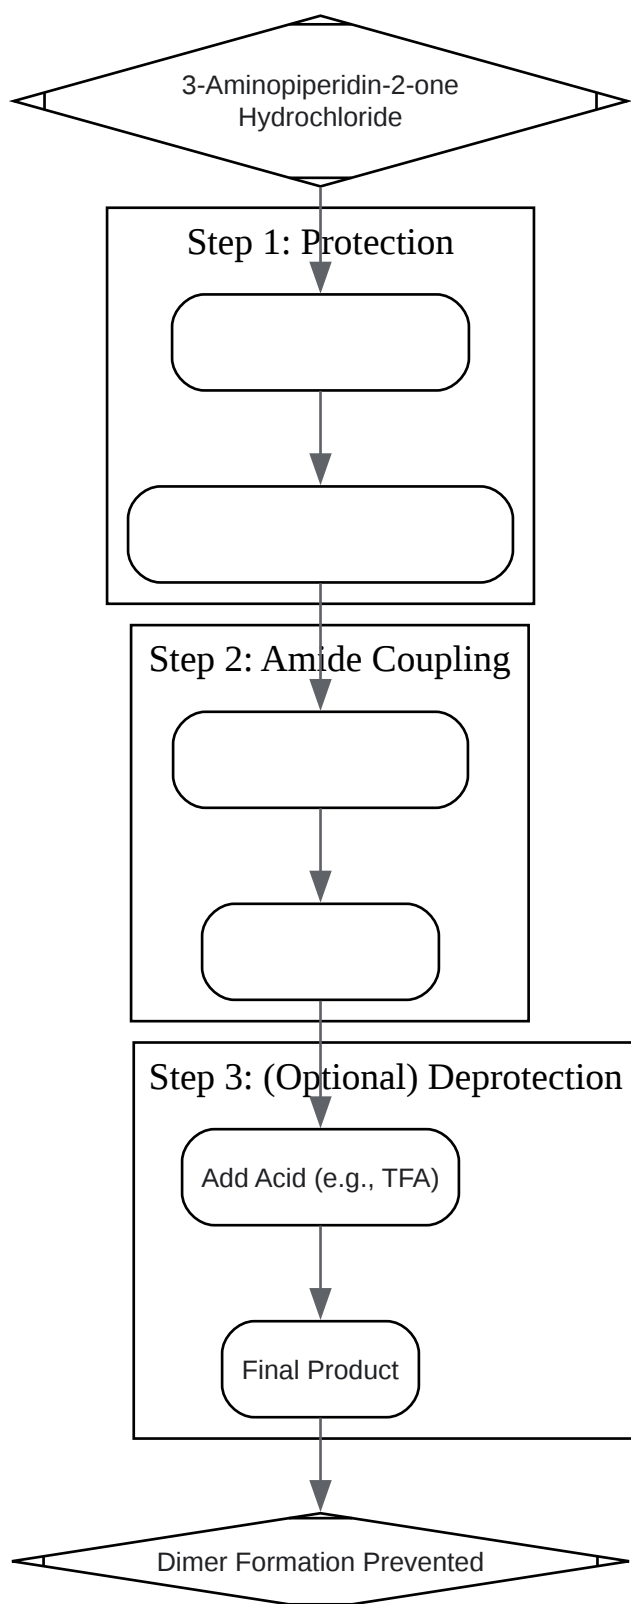 3-Aminopiperidin-2-one
Hydrochloride
Step 1: Protection
Step 2: Amide Coupling
Step 3: (Optional) Deprotection
Add Acid (e.g., TFA)
Final Product
Dimer Formation Prevented